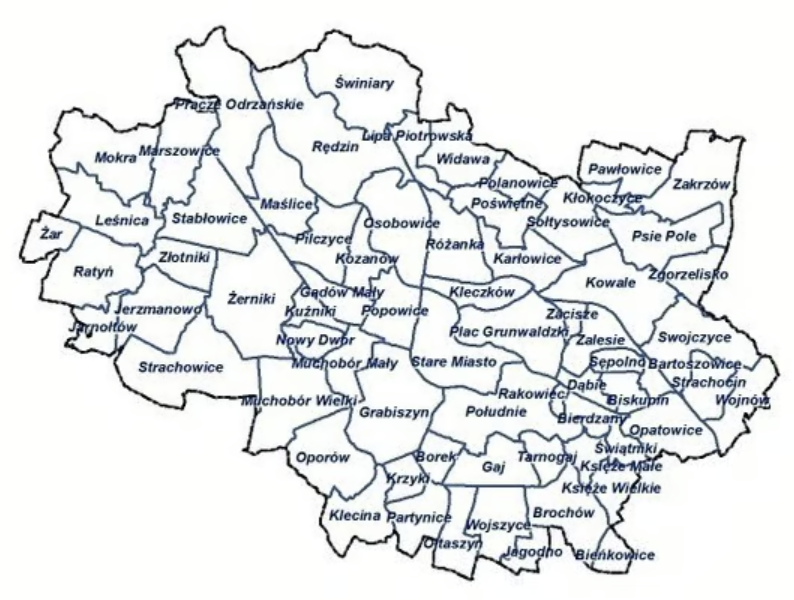 Świniary
Pracze Odrzańskie
Lipa Piotrowska
Rędzin
Marszowice
Mokra
Widawa
Pawłowice
Polanowice
Zakrzów
Kłokoczyce
Maślice
Poświętne
Leśnica
Stabłowice
Osobowice
Sołtysowice
Żar
Pilczyce
Różanka
Psie Pole
Złotniki
Kozanów
Karłowice
Ratyń
Zgorzelisko
Kowale
Gądów Mały
Kleczków
Żerniki
Jerzmanowo
Kuźniki
Popowice
Zacisze
Jarnołtów
Plac Grunwaldzki
Nowy Dwór
Zalesie
Swojczyce
Strachowice
Muchobór Mały
Stare Miasto
Sępolno
Bartoszowice
Strachocin
Dąbie
Rakowiec
Muchobór Wielki
Biskupin
Wojnów
Grabiszyn
Południe
Bierdzany
Opatowice
Świątniki
Oporów
Borek
Gaj
Tarnogaj
Księże Małe
Krzyki
Księże Wielkie
Klecina
Partynice
Wojszyce
Brochów
Ołtaszyn
Jagodno
Bieńkowice